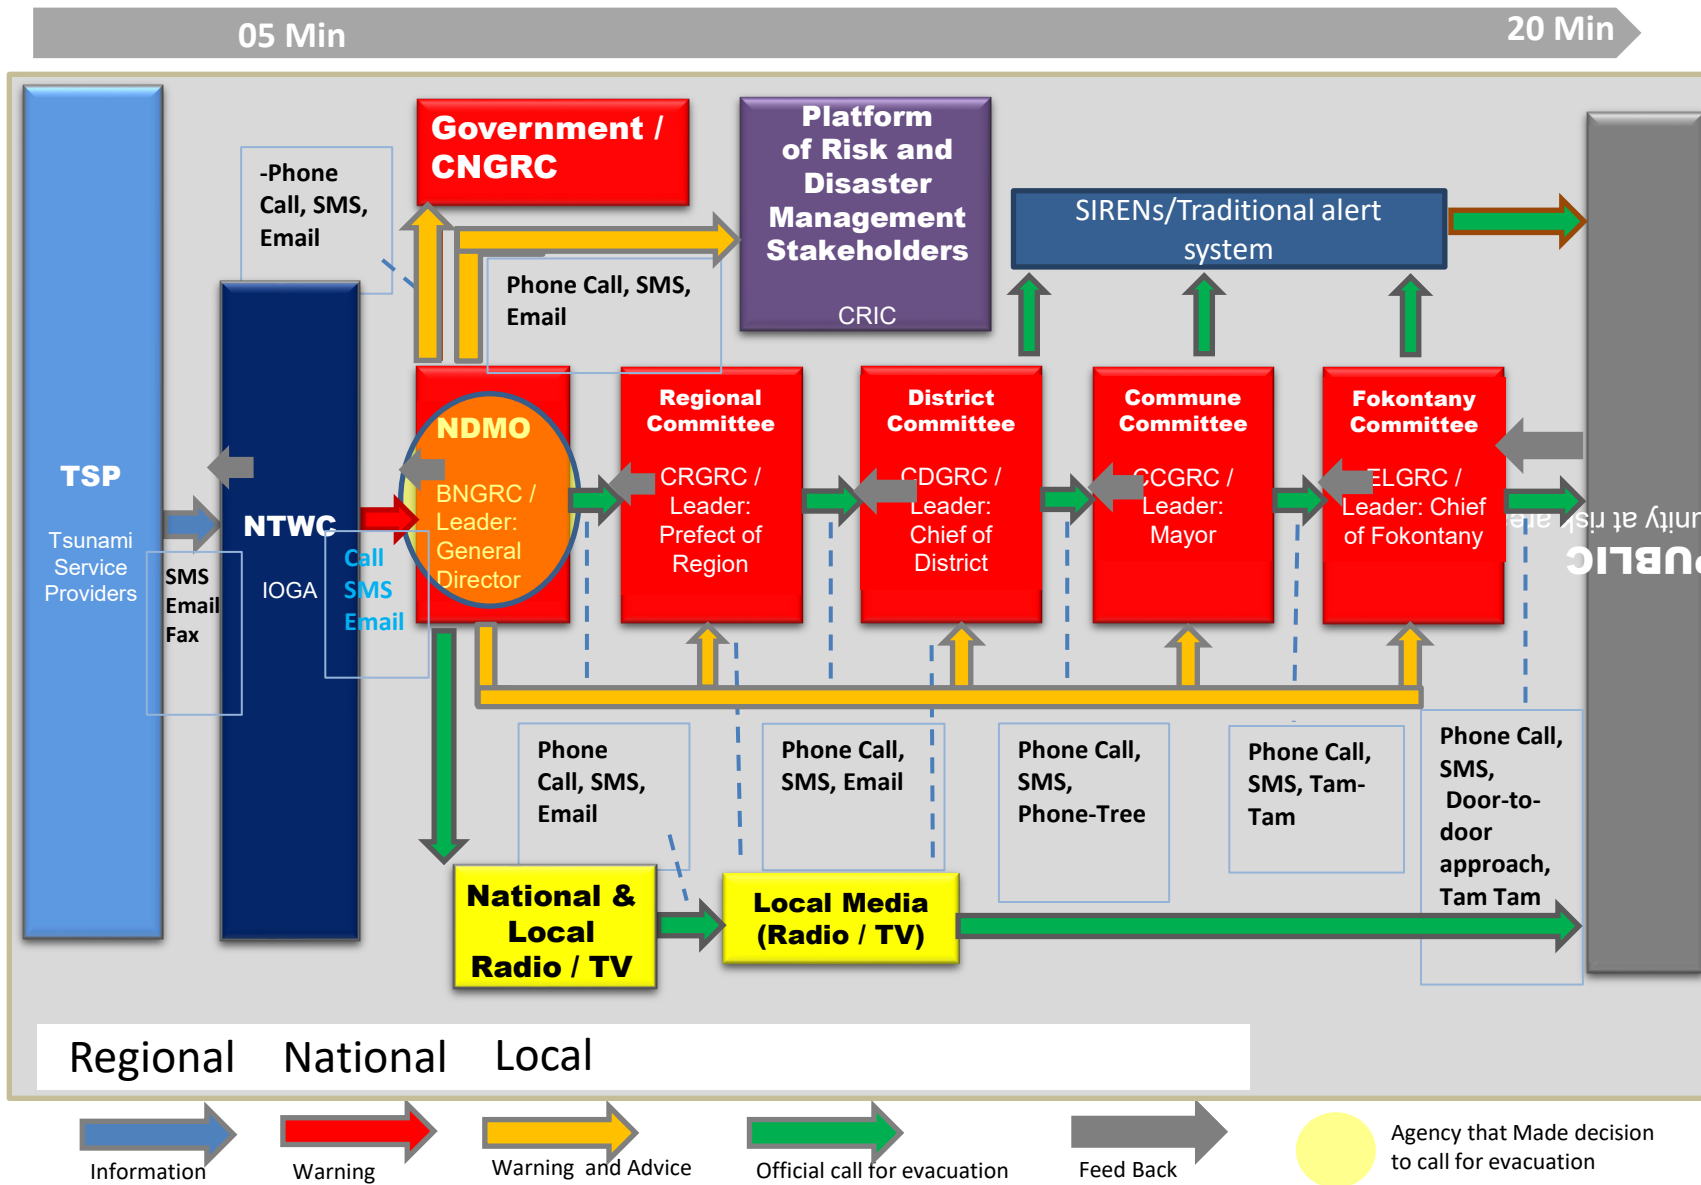 05 Min
20 Min
TSP
Tsunami
Service
Providers
SMS
Email
Fax
NTWC
IOGA
Call
SMS
Email
-Phone
Call, SMS,
Email
Government /
CNGRC
Phone Call, SMS,
Email
Platform
of Risk and
Disaster
Management
Stakeholders
CRIC
SIRENs/Traditional alert
system
NDMO
BNGRC /
Leader:
General
Director
Regional
Committee
CRGRC /
Leader:
Prefect of
Region
District
Committee
CDGRC /
Leader:
Chief of
District
Commune
Committee
CCGRC /
Leader:
Mayor
Fokontany
Committee
ELGRC /
Leader: Chief
of Fokontany
PUBLIC
at risk
Phone
Call, SMS,
Email
Phone Call,
SMS, Email
Phone Call,
SMS,
Phone-Tree
Phone Call,
SMS, Tam-
Tam
Phone Call,
SMS,
Door-to-
door
approach,
Tam Tam
National &
Local
Radio / TV
Local Media
(Radio / TV)
Regional National Local
Information
Warning
Warning and Advice
Official call for evacuation
Feed Back
Agency that Made decision
to call for evacuation